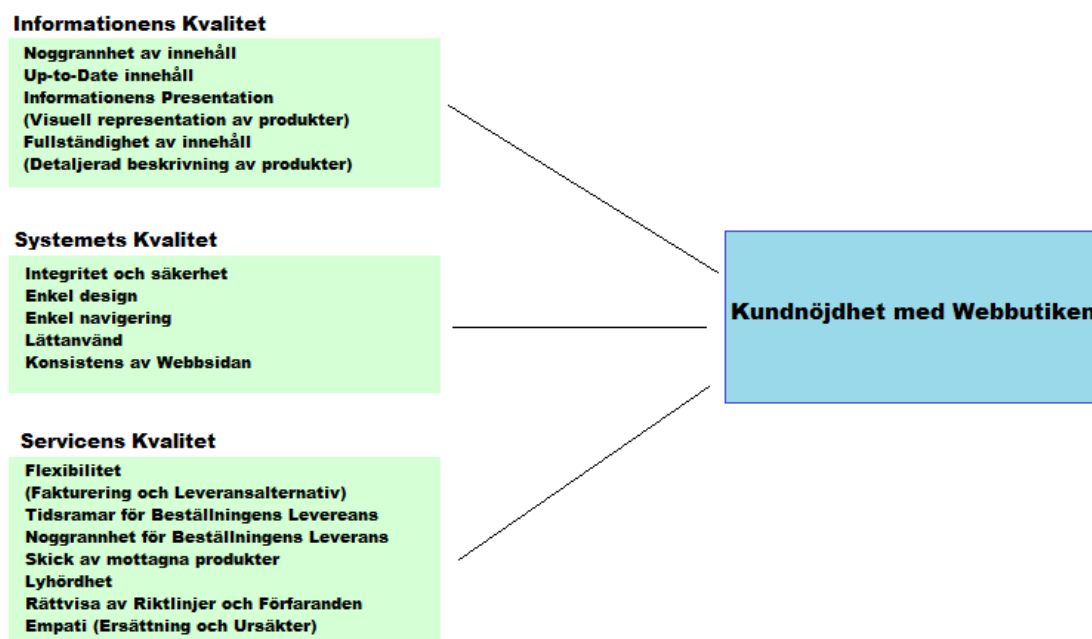 Informationens Kvalitet
Noggrannhet av innehåll
Up-to-Date innehåll
Informationens Presentation
(Visuell representation av produkter)
Fullständighet av innehåll
(Detaljerad beskrivning av produkter)
Systemets Kvalitet
Integritet och säkerhet
Enkel design
Enkel navigering
Lättanvänd
Konsistens av Webbsidan
Kundnöjdhet med Webbutiken
Servicens Kvalitet
Flexibilitet
(Fakturering och Leveransalternativ)
Tidsramar för Beställningens Levereans
Noggrannhet för Beställningens Leverans
Skick av mottagna produkter
Lyhördhet
Rättvisa av Riktlinjer och Förfaranden
Empati (Ersättning och Ursäkter)